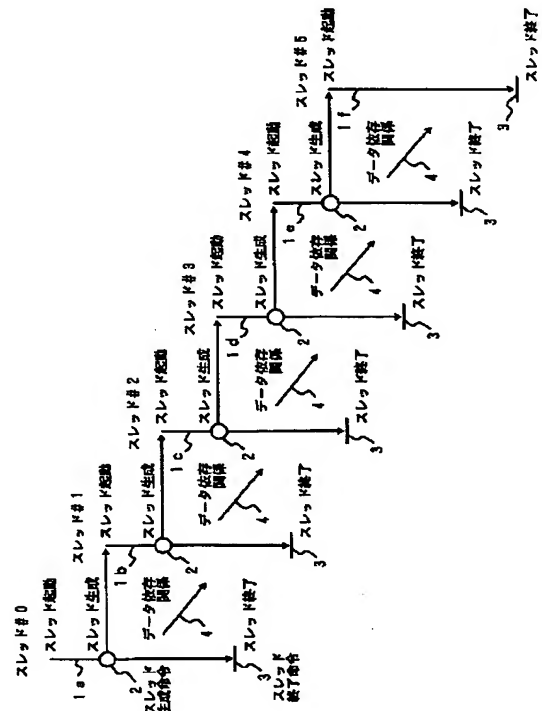 スレッド#0
スレッド起動
1a
スレッド生成
2
スレッド
生成命令
データ依存
関係
4
スレッド終了
3
スレッド
終了命令
スレッド#1
スレッド起動
1b
スレッド生成
2
データ依存
関係
4
スレッド終了
3
スレッド#2
スレッド起動
1c
スレッド生成
2
データ依存
関係
4
スレッド終了
3
スレッド#3
スレッド起動
1d
スレッド生成
2
データ依存
関係
4
スレッド終了
3
スレッド#4
スレッド起動
1e
スレッド生成
2
データ依存
関係
4
スレッド終了
3
スレッド#5
スレッド起動
1f
スレッド終了
3